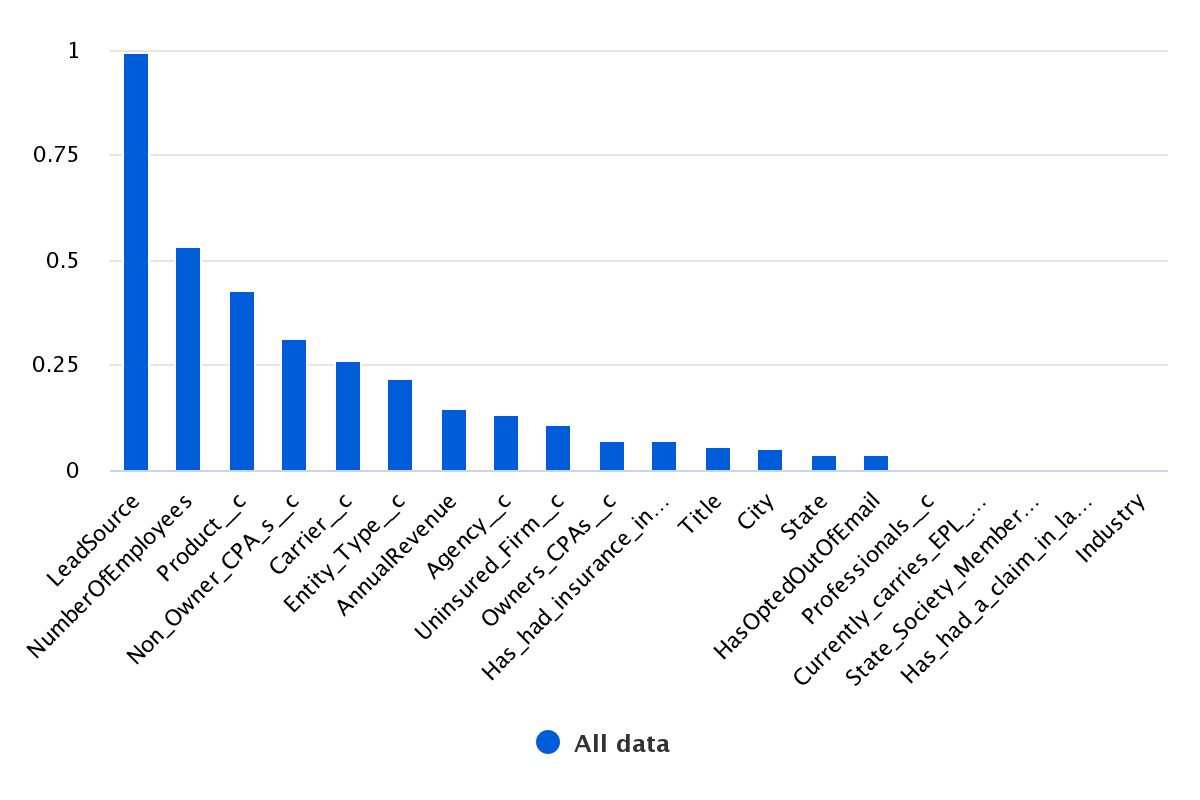 1
0.75
0.5
0.25
0
LeadSource
NumberOfEmployees
Product__c
Non_Owner_CPA_s__c
Carrier__c
Entity_Type__c
AnnualRevenue
Agency__c
Uninsured_Firm__c
Owners_CPAs__c
Has_had_insurance_in…
Title
City
State
HasOptedOutOfEmail
Professionals__c
Currently_carries_EPL_…
State_Society_Member…
Has_had_a_claim_in_la…
Industry
All data